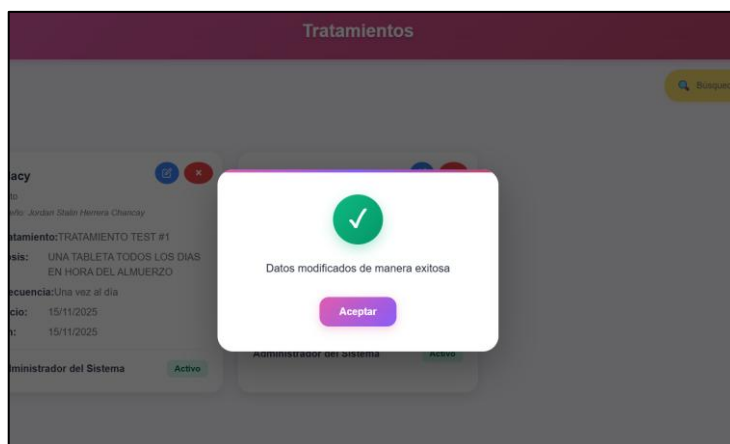 Tratamientos
Búsqued
acy
to
eño: Jordan Stalin Herrera Chancay
atamiento:TRATAMIENTO TEST #1
sis: UNA TABLETA TODOS LOS DIAS
EN HORA DEL ALMUERZO
ecuencia:Una vez al día
cio: 15/11/2025
n: 15/11/2025
dministrador del Sistema Activo
Datos modificados de manera exitosa
Aceptar
Administrador del Sistema Activo